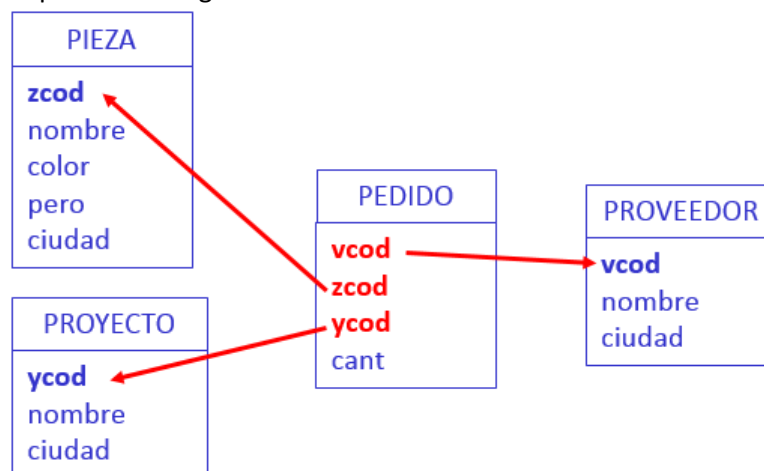 PIEZA
zcod
nombre
color
pero
ciudad
PEDIDO
vcod
zcod
ycod
cant
PROVEEDOR
vcod
nombre
ciudad
PROYECTO
ycod
nombre
ciudad